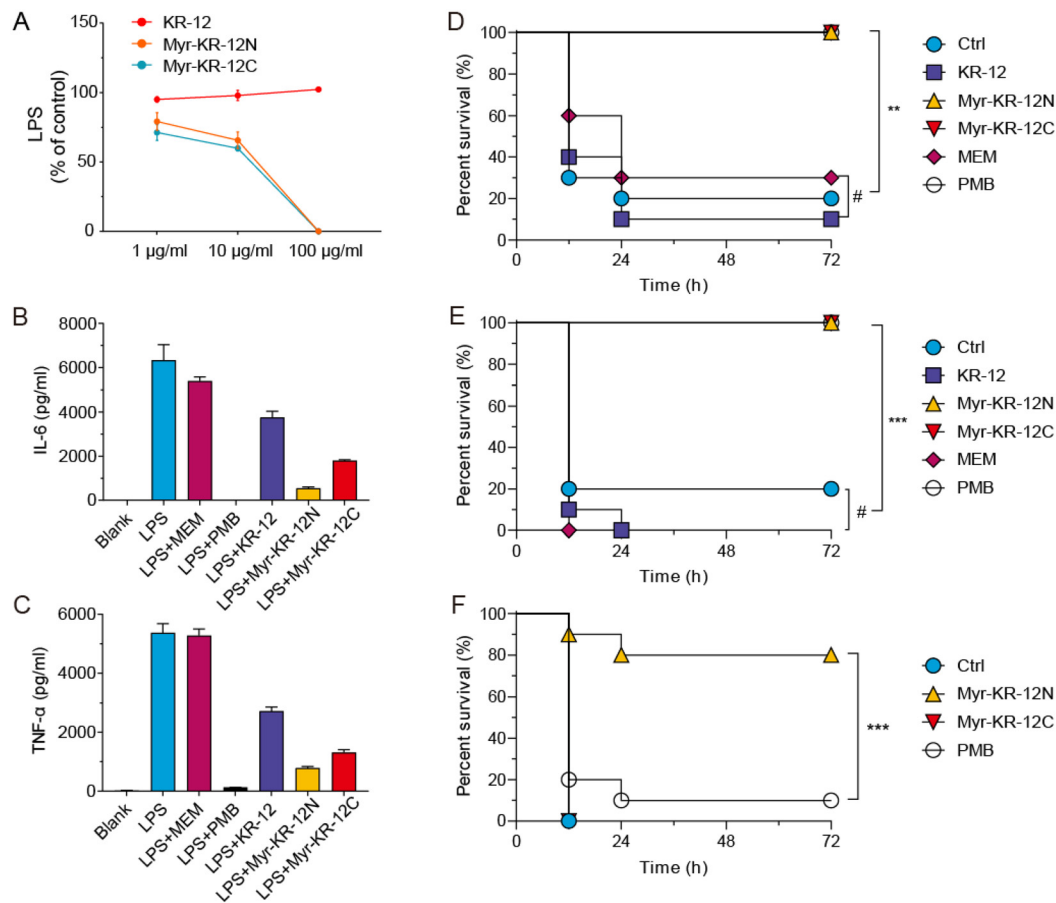 A
KR-12
Myr-KR-12N
Myr-KR-12C
LPS
(% of control)
150
100
50
0
1 μg/ml 10 μg/ml 100 μg/ml
B
IL-6 (pg/ml)
8000
6000
4000
2000
0
Blank LPS LPS+MEM LPS+PMB LPS+KR-12 LPS+Myr-KR-12N LPS+Myr-KR-12C
C
TNF-α (pg/ml)
6000
4000
2000
0
Blank LPS LPS+MEM LPS+PMB LPS+KR-12 LPS+Myr-KR-12N LPS+Myr-KR-12C
D
Percent survival (%)
100
80
60
40
20
0
0 24 48 72
Time (h)
**
#
Ctrl
KR-12
Myr-KR-12N
Myr-KR-12C
MEM
PMB
E
Percent survival (%)
100
80
60
40
20
0
0 24 48 72
Time (h)
***
#
Ctrl
KR-12
Myr-KR-12N
Myr-KR-12C
MEM
PMB
F
Percent survival (%)
100
80
60
40
20
0
0 24 48 72
Time (h)
***
Ctrl
Myr-KR-12N
Myr-KR-12C
PMB